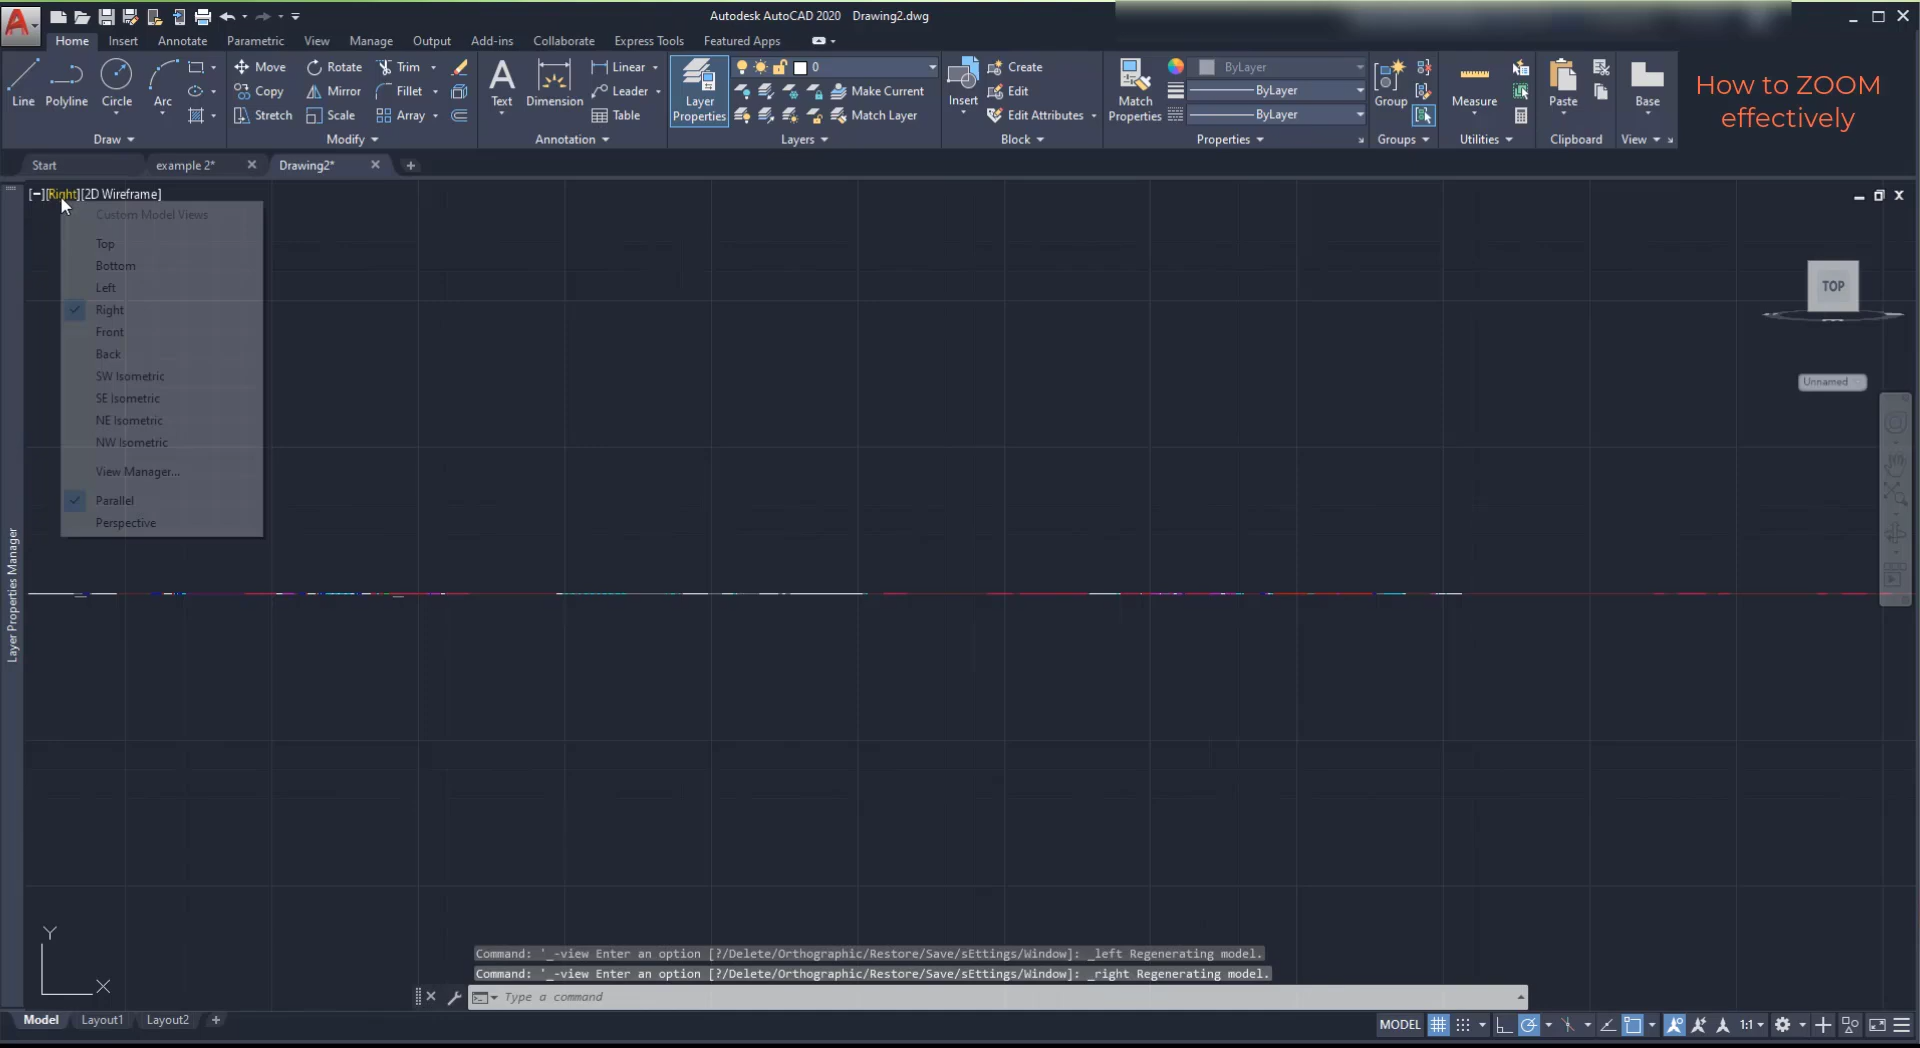 Autodesk AutoCAD 2020 Drawing2.dwg
Home Insert Annotate Parametric View Manage Output Add-ins Collaborate Express Tools Featured Apps
Line Polyline Circle Arc
Move Rotate Trim
Copy Mirror Fillet
Stretch Scale Array
Text Dimension
Linear
Leader
Table
Layer
Properties
0
Make Current
Match Layer
Insert
Create
Edit
Edit Attributes
Match
Properties
ByLayer
ByLayer
ByLayer
Group
Measure
Paste
Base
Draw Modify Annotation Layers Block Properties Groups Utilities Clipboard View
How to ZOOM
effectively
Start example 2* Drawing2*
[−][Right][2D Wireframe]
Custom Model Views
Top
Bottom
Left
Right
Front
Back
SW Isometric
SE Isometric
NE Isometric
NW Isometric
View Manager...
Parallel
Perspective
TOP
Unnamed
Layer Properties Manager
Y
X
Command: '_-view Enter an option [?/Delete/Orthographic/Restore/Save/sEttings/Window]: _left Regenerating model.
Command: '_-view Enter an option [?/Delete/Orthographic/Restore/Save/sEttings/Window]: _right Regenerating model.
Type a command
Model Layout1 Layout2 +
MODEL 1:1